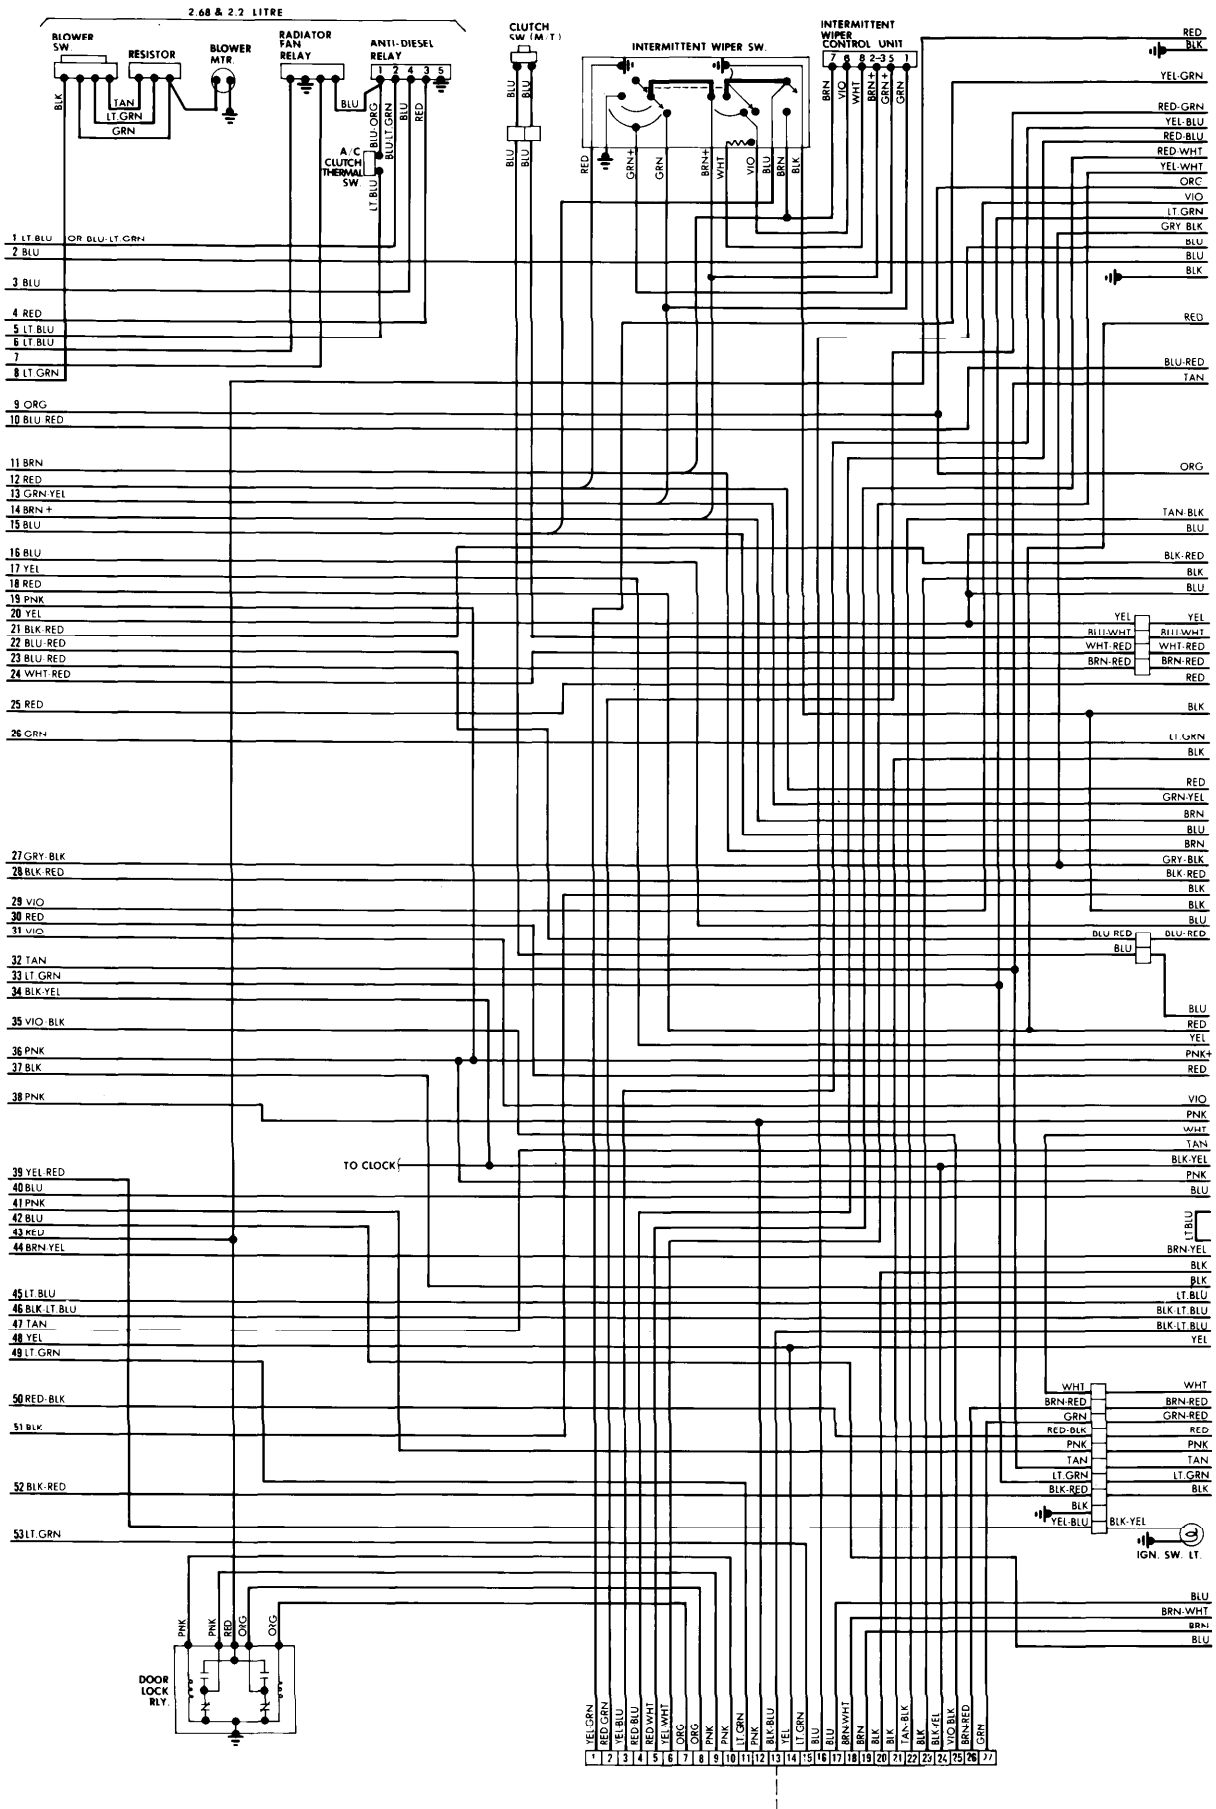 2.68 & 2.2 LITRE
BLOWER
SW.
RESISTOR
BLOWER
MTR.
RADIATOR
FAN
RELAY
ANTI-DIESEL
RELAY
1 2 4 3 5
CLUTCH
SW (M/T)
INTERMITTENT WIPER SW.
INTERMITTENT
WIPER
CONTROL UNIT
7 6 8 2-3 5 1
BLK
TAN
LT.GRN
GRN
BLU
BLU-ORG
BLU-LT.GRN
BLU
RED
A/C
CLUTCH
THERMAL
SW.
LT.BLU
BLU
BLU
BLU
BLU
RED
GRN+
GRN
BRN+
WHT
VIO
BLU
BRN
BLK
BRN
VIO
WHT
BRN+
GRN+
GRN
1 LT.BLU OR BLU-LT.GRN
2 BLU
3 BLU
4 RED
5 LT.BLU
6 LT.BLU
7
8 LT GRN
9 ORG
10 BLU RED
11 BRN
12 RED
13 GRN-YEL
14 BRN +
15 BLU
16 BLU
17 YEL
18 RED
19 PNK
20 YEL
21 BLK-RED
22 BLU-RED
23 BLU-RED
24 WHT-RED
25 RED
26 GRN
27 GRY-BLK
28 BLK-RED
29 VIO
30 RED
31 VIO
32 TAN
33 LT GRN
34 BLK-YEL
35 VIO-BLK
36 PNK
37 BLK
38 PNK
TO CLOCK
39 YEL-RED
40 BLU
41 PNK
42 BLU
43 RED
44 BRN-YEL
45 LT.BLU
46 BLK-LT.BLU
47 TAN
48 YEL
49 LT.GRN
50 RED-BLK
51 BLK
52 BLK-RED
53 LT.GRN
RED
BLK
YEL-GRN
RED-GRN
YEL-BLU
RED-BLU
RED-WHT
YEL-WHT
ORG
VIO
LT.GRN
GRY BLK
BLU
BLU
BLK
RED
BLU-RED
TAN
ORG
TAN-BLK
BLU
BLK-RED
BLK
BLU
YEL YEL
BLU-WHT BLU-WHT
WHT-RED WHT-RED
BRN-RED BRN-RED
RED
BLK
LT.GRN
BLK
RED
GRN-YEL
BRN
BLU
BRN
GRY-BLK
BLK-RED
BLK
BLK
BLU
BLU RED BLU-RED
BLU
BLU
RED
YEL
PNK+
RED
VIO
PNK
WHT
TAN
BLK-YEL
PNK
BLU
LT BLU
BRN-YEL
BLK
BLK
LT.BLU
BLK-LT.BLU
BLK-LT.BLU
YEL
WHT WHT
BRN-RED BRN-RED
GRN GRN-RED
RED-BLK RED
PNK PNK
TAN TAN
LT.GRN LT.GRN
BLK-RED BLK
BLK
YEL-BLU BLK-YEL
IGN. SW. LT.
BLU
BRN-WHT
BRN
BLU
PNK
PNK
RED
ORG
ORG
DOOR
LOCK
RLY.
YEL-GRN
RED GRN
YEL-BLU
RED-BLU
RED WHT
YEL-WHT
ORG
ORG
PNK
PNK
LT.GRN
PNK
BLK-BLU
YEL
LT.GRN
BLU
BLU
BRN-WHT
BRN
BLK
BLK
TAN-BLK
BLK
BLK-YEL
VIO BLK
BRN-RED
GRN
1 2 3 4 5 6 7 8 9 10 11 12 13 14 15 16 17 18 19 20 21 22 23 24 25 26 27